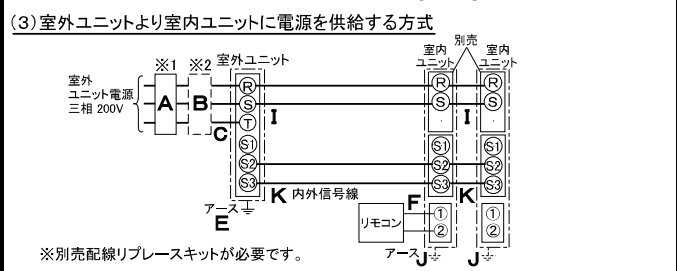 (3)室外ユニットより室内ユニットに電源を供給する方式
別売
※1 ※2 室外ユニット 室内ユニット 室内ユニット
室外
ユニット電源
三相 200V
A B C
R R R
S S S
T
I I
S1 S1 S1
S2 S2 S2
S3 S3 S3
K 内外信号線 K
アース
E
F
リモコン
① ①
② ②
アース J J
※別売配線リプレースキットが必要です。